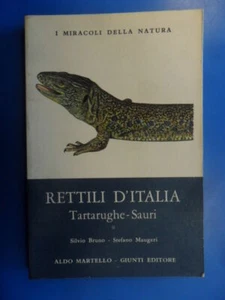 I MIRACOLI DELLA NATURA
RETTILI D'ITALIA
Tartarughe-Sauri
Silvio Bruno - Stefano Maugeri
ALDO MARTELLO - GIUNTI EDITORE